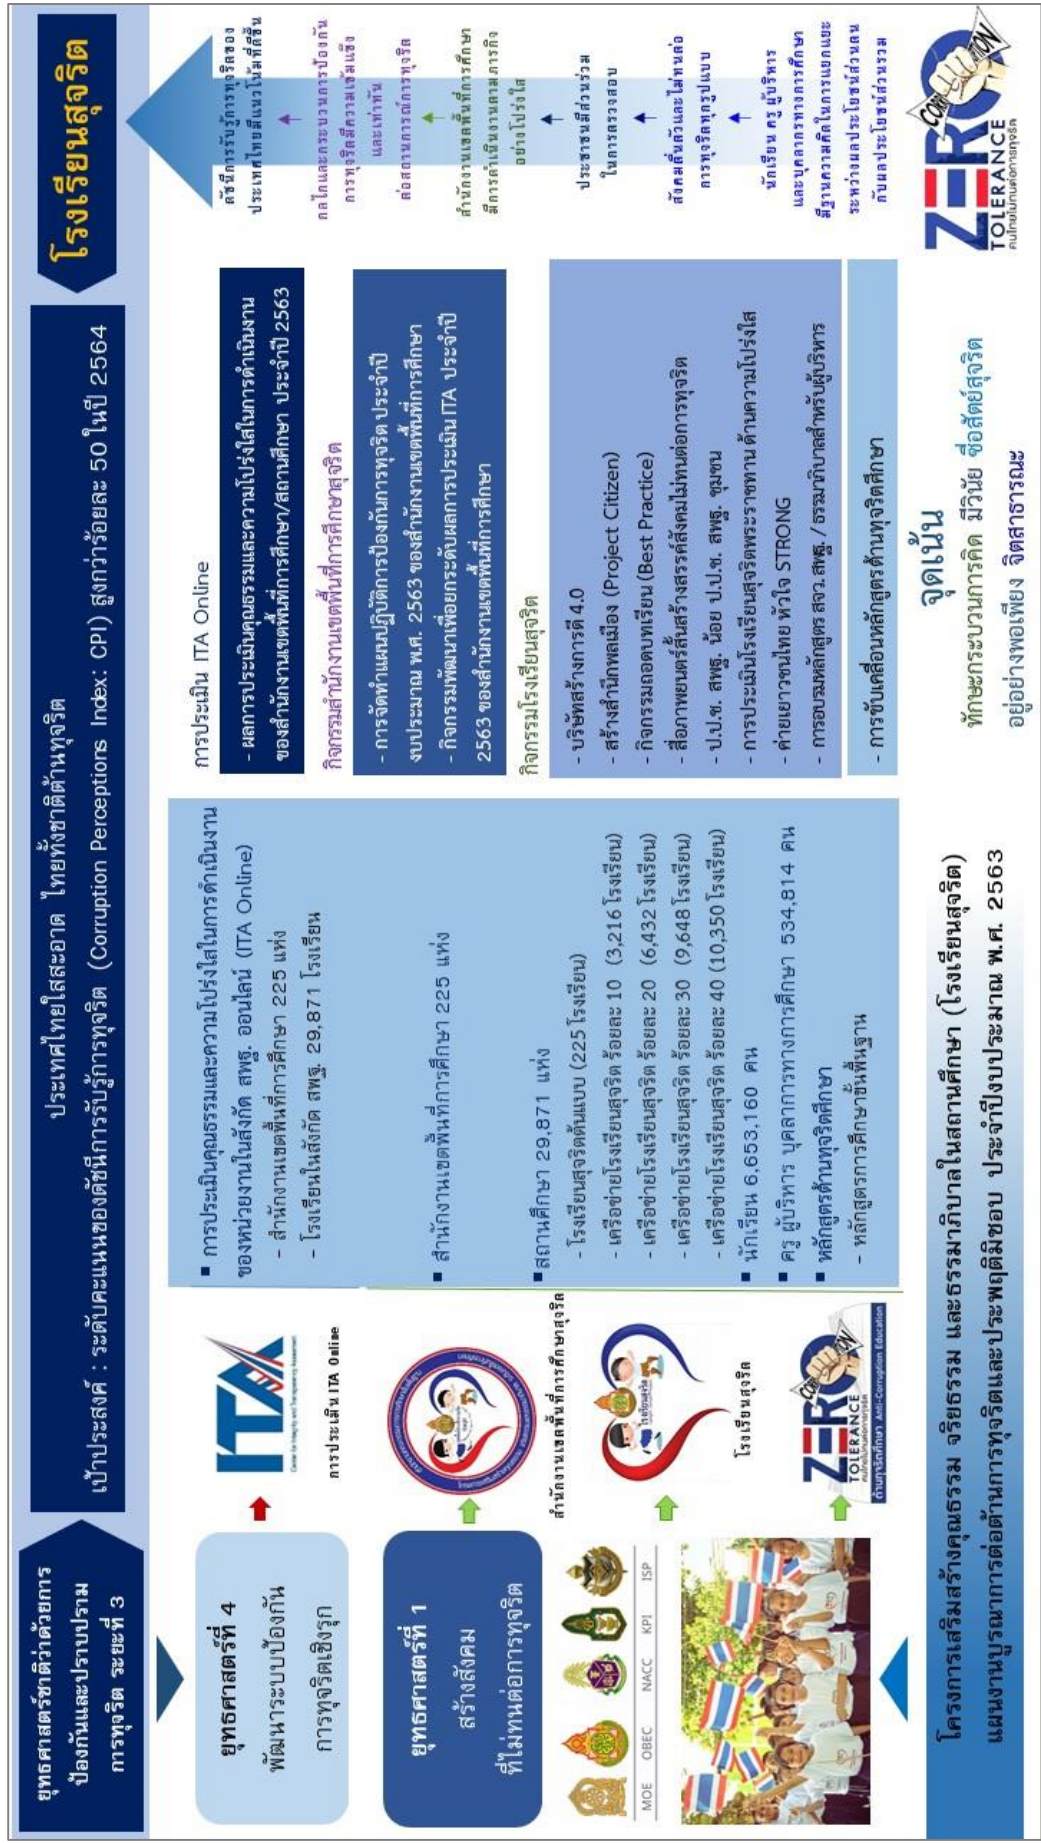 ยุทธศาสตร์ชาติว่าด้วยการ
ป้องกันและปราบปราม
การทุจริต ระยะที่ 3
ประเทศไทยใสสะอาด ไทยทั้งชาติต้านทุจริต
เป้าประสงค์ : ระดับคะแนนของดัชนีการรับรู้การทุจริต (Corruption Perceptions Index: CPI) สูงกว่าร้อยละ 50 ในปี 2564
โรงเรียนสุจริต
ยุทธศาสตร์ที่ 4
พัฒนาระบบป้องกัน
การทุจริตเชิงรุก
ยุทธศาสตร์ที่ 1
สร้างสังคม
ที่ไม่ทนต่อการทุจริต
MOE OBEC NACC KPI ISP
ITA
การประเมิน ITA Online
สำนักงานเขตพื้นที่การศึกษาสุจริต
โรงเรียนสุจริต
ZERO
CORRUPTION
TOLERANCE
คนไทยไม่ทนต่อการทุจริต
ต้านทุจริตศึกษา Anti-Corruption Education
■ การประเมินคุณธรรมและความโปร่งใสในการดำเนินงาน
ของหน่วยงานในสังกัด สพฐ. ออนไลน์ (ITA Online)
– สำนักงานเขตพื้นที่การศึกษา 225 แห่ง
– โรงเรียนในสังกัด สพฐ. 29,871 โรงเรียน
■ สำนักงานเขตพื้นที่การศึกษา 225 แห่ง
■ สถานศึกษา 29,871 แห่ง
- โรงเรียนสุจริตต้นแบบ (225 โรงเรียน)
- เครือข่ายโรงเรียนสุจริต ร้อยละ 10 (3,216 โรงเรียน)
- เครือข่ายโรงเรียนสุจริต ร้อยละ 20 (6,432 โรงเรียน)
- เครือข่ายโรงเรียนสุจริต ร้อยละ 30 (9,648 โรงเรียน)
- เครือข่ายโรงเรียนสุจริต ร้อยละ 40 (10,350 โรงเรียน)
■ นักเรียน 6,653,160 คน
■ ครู ผู้บริหาร บุคลากรทางการศึกษา 534,814 คน
■ หลักสูตรต้านทุจริตศึกษา
– หลักสูตรการศึกษาขั้นพื้นฐาน
การประเมิน ITA Online
- ผลการประเมินคุณธรรมและความโปร่งใสในการดำเนินงาน
ของสำนักงานเขตพื้นที่การศึกษา/สถานศึกษา ประจำปี 2563
กิจกรรมสำนักงานเขตพื้นที่การศึกษาสุจริต
- การจัดทำแผนปฏิบัติการป้องกันการทุจริต ประจำปี
งบประมาณ พ.ศ. 2563 ของสำนักงานเขตพื้นที่การศึกษา
- กิจกรรมพัฒนาเพื่อยกระดับผลการประเมิน ITA ประจำปี
2563 ของสำนักงานเขตพื้นที่การศึกษา
กิจกรรมโรงเรียนสุจริต
- บริษัทสร้างการดี 4.0
- สร้างสำนึกพลเมือง (Project Citizen)
- กิจกรรมถอดบทเรียน (Best Practice)
- สื่อภาพยนตร์สั้นสร้างสรรค์สังคมไม่ทนต่อการทุจริต
- ป.ป.ช. สพฐ. น้อย ป.ป.ช. สพฐ. ชุมชน
- การประเมินโรงเรียนสุจริตพระราชทาน ด้านความโปร่งใส
- ค่ายเยาวชนไทย หัวใจ STRONG
- การอบรมหลักสูตร สจว. สพฐ. / ธรรมาภิบาลสำหรับผู้บริหาร
- การขับเคลื่อนหลักสูตรต้านทุจริตศึกษา
ดัชนีการรับรู้การทุจริตของ
ประเทศไทยมีแนวโน้มที่ดีขึ้น
กลไกและกระบวนการป้องกัน
การทุจริตมีความเข้มแข็ง
และเท่าทัน
ต่อสถานการณ์การทุจริต
สำนักงานเขตพื้นที่การศึกษา
มีการดำเนินงานตามภารกิจ
อย่างโปร่งใส
ประชาชนมีส่วนร่วม
ในการตรวจสอบ
สังคมตื่นตัวและไม่ทนต่อ
การทุจริตทุกรูปแบบ
นักเรียน ครู ผู้บริหาร
และบุคลากรทางการศึกษา
มีฐานความคิดในการแยกแยะ
ระหว่างผลประโยชน์ส่วนตน
กับผลประโยชน์ส่วนรวม
โครงการเสริมสร้างคุณธรรม จริยธรรม และธรรมาภิบาลในสถานศึกษา (โรงเรียนสุจริต)
แผนงานบูรณาการต่อต้านการทุจริตและประพฤติมิชอบ ประจำปีงบประมาณ พ.ศ. 2563
จุดเน้น
ทักษะกระบวนการคิด มีวินัย ซื่อสัตย์สุจริต
อยู่อย่างพอเพียง จิตสาธารณะ
ZERO
CORRUPTION
TOLERANCE
คนไทยไม่ทนต่อการทุจริต